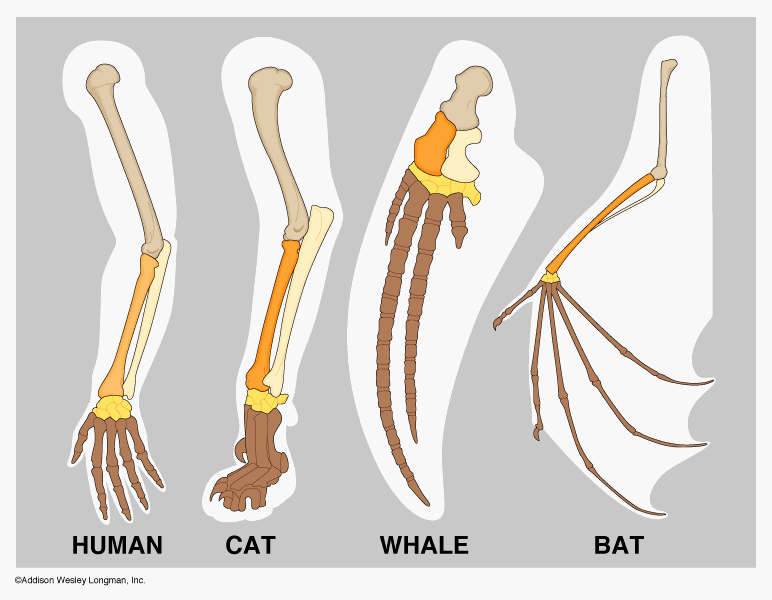 HUMAN CAT WHALE BAT
©Addison Wesley Longman, Inc.